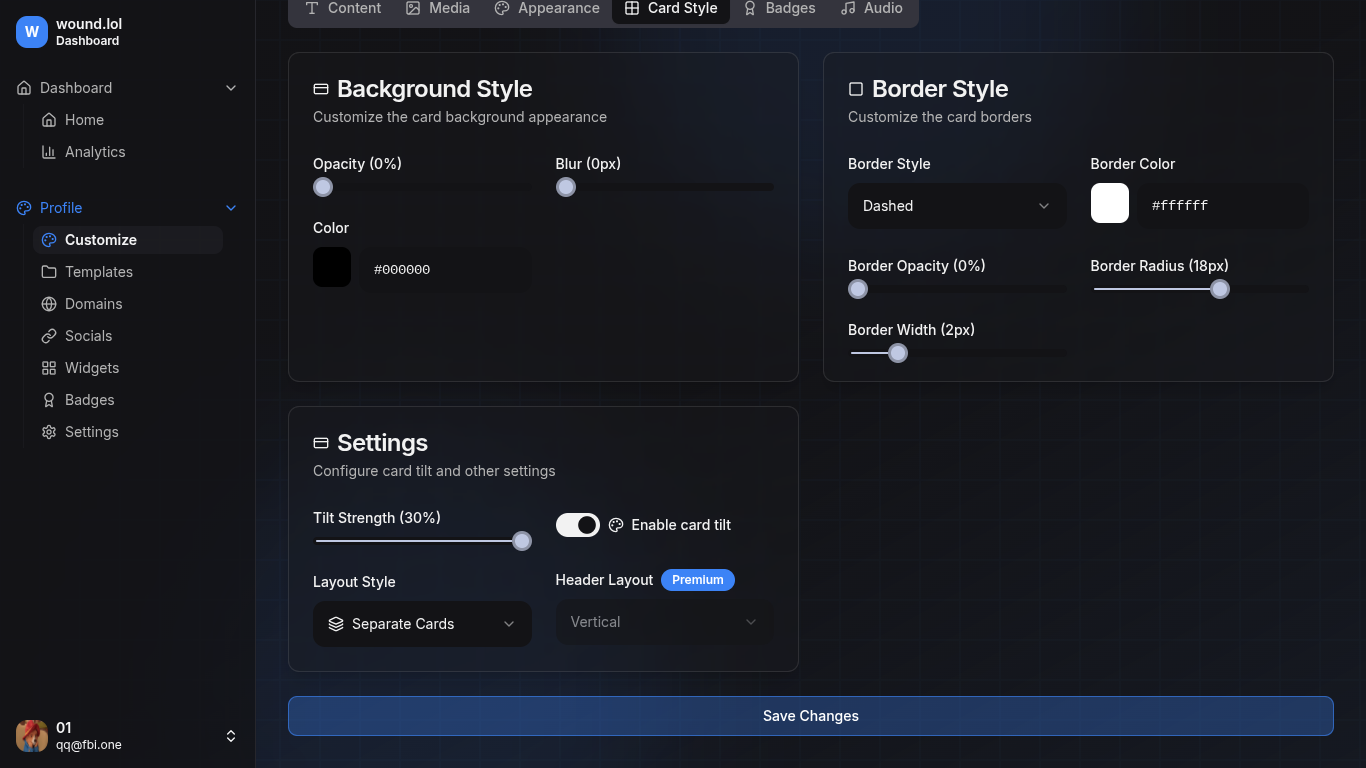 W
wound.lol
Dashboard
Dashboard
Home
Analytics
Profile
Customize
Templates
Domains
Socials
Widgets
Badges
Settings
01
qq@fbi.one
Content
Media
Appearance
Card Style
Badges
Audio
Background Style
Customize the card background appearance
Opacity (0%)
Blur (0px)
Color
#000000
Border Style
Customize the card borders
Border Style
Border Color
Dashed
#ffffff
Border Opacity (0%)
Border Radius (18px)
Border Width (2px)
Settings
Configure card tilt and other settings
Tilt Strength (30%)
Enable card tilt
Layout Style
Header Layout Premium
Separate Cards
Vertical
Save Changes